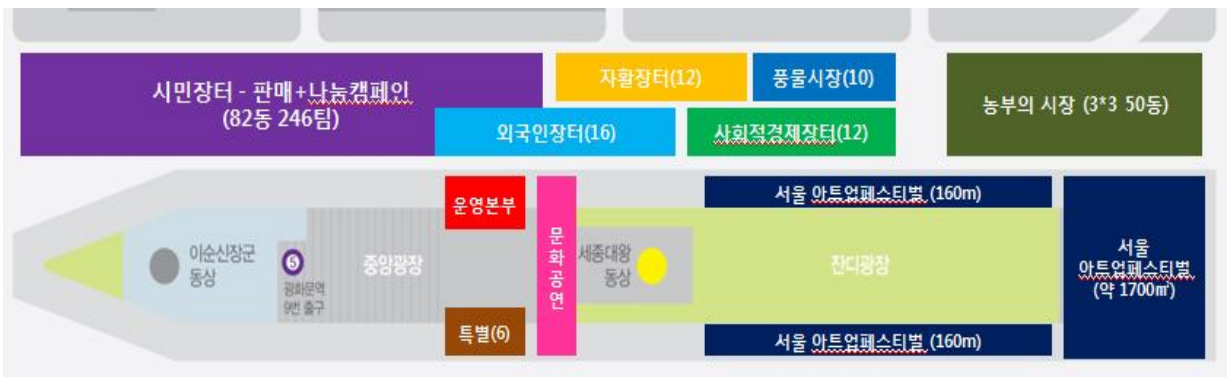 시민장터 - 판매+나눔캠페인
(82동 246팀)
자활장터(12)
풍물시장(10)
농부의 시장 (3*3 50동)
외국인장터(16)
사회적경제장터(12)
운영본부
문화공연
서울 아트업페스티벌 (160m)
서울
아트업페스티벌
(약 1700㎡)
이순신장군
동상
5
광화문역
9번 출구
중앙광장
세종대왕
동상
잔디광장
특별(6)
서울 아트업페스티벌 (160m)